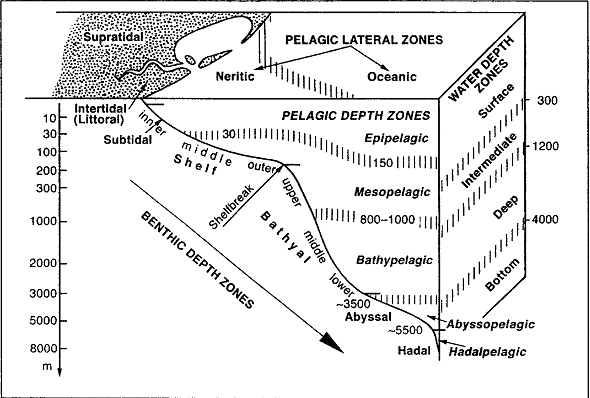 Supratidal
PELAGIC LATERAL ZONES
Neritic
Oceanic
WATER DEPTH
ZONES
Intertidal
(Littoral)
Subtidal
PELAGIC DEPTH ZONES
Surface
300
10
30
100
200
300
1000
2000
3000
5000
8000
m
inner
middle
outer
Shelf
30
Epipelagic
150
Intermediate
1200
Shelfbreak
Mesopelagic
upper
middle
lower
Bathyal
800–1000
Deep
4000
BENTHIC DEPTH ZONES
Bathypelagic
Bottom
~3500
Abyssal
Abyssopelagic
~5500
Hadal
Hadalpelagic